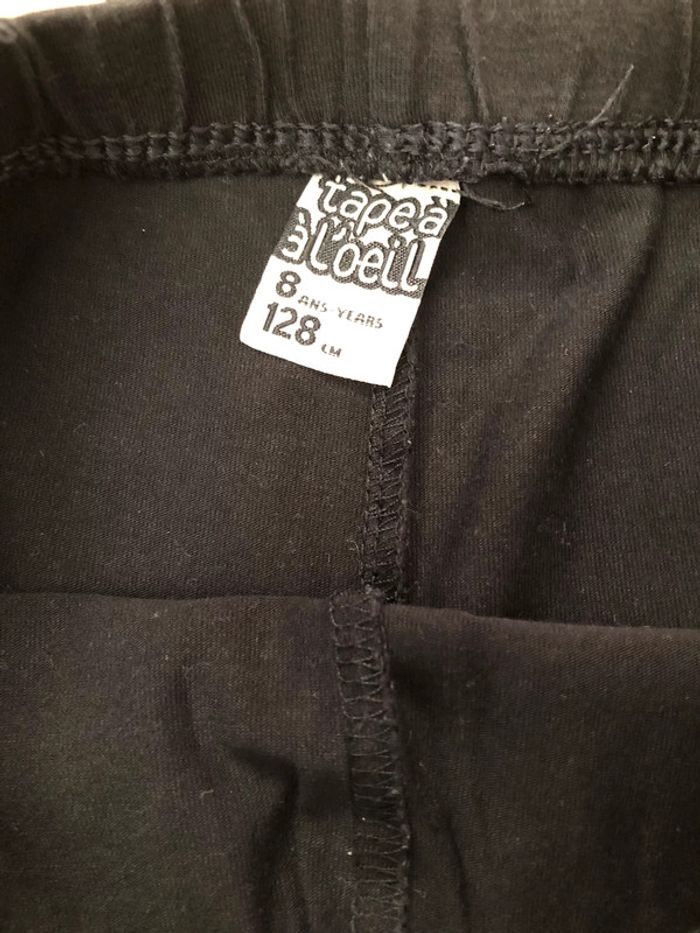 tape à
à l'oeil
8 ANS-YEARS
128 CM